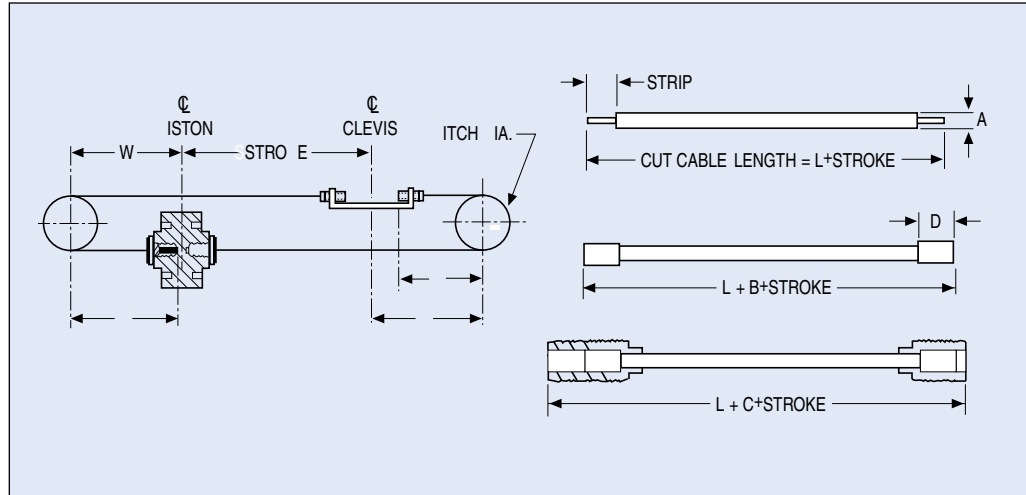 ℄
ISTON
℄
CLEVIS
W
STRO E
ITCH IA.
STRIP
A
CUT CABLE LENGTH = L+STROKE
D
L + B+STROKE
L + C+STROKE